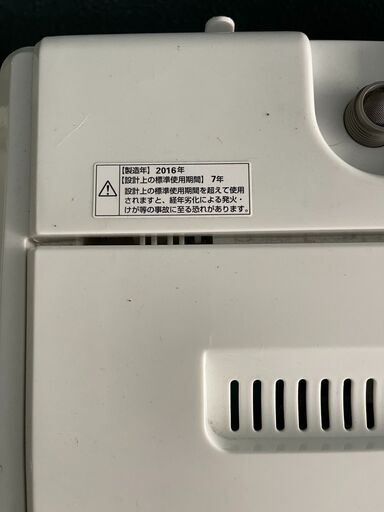 【製造年】2016年
【設計上の標準使用期間】7年
設計上の標準使用期間を超えて使用
されますと、経年劣化による発火・
けが等の事故に至る恐れがあります。